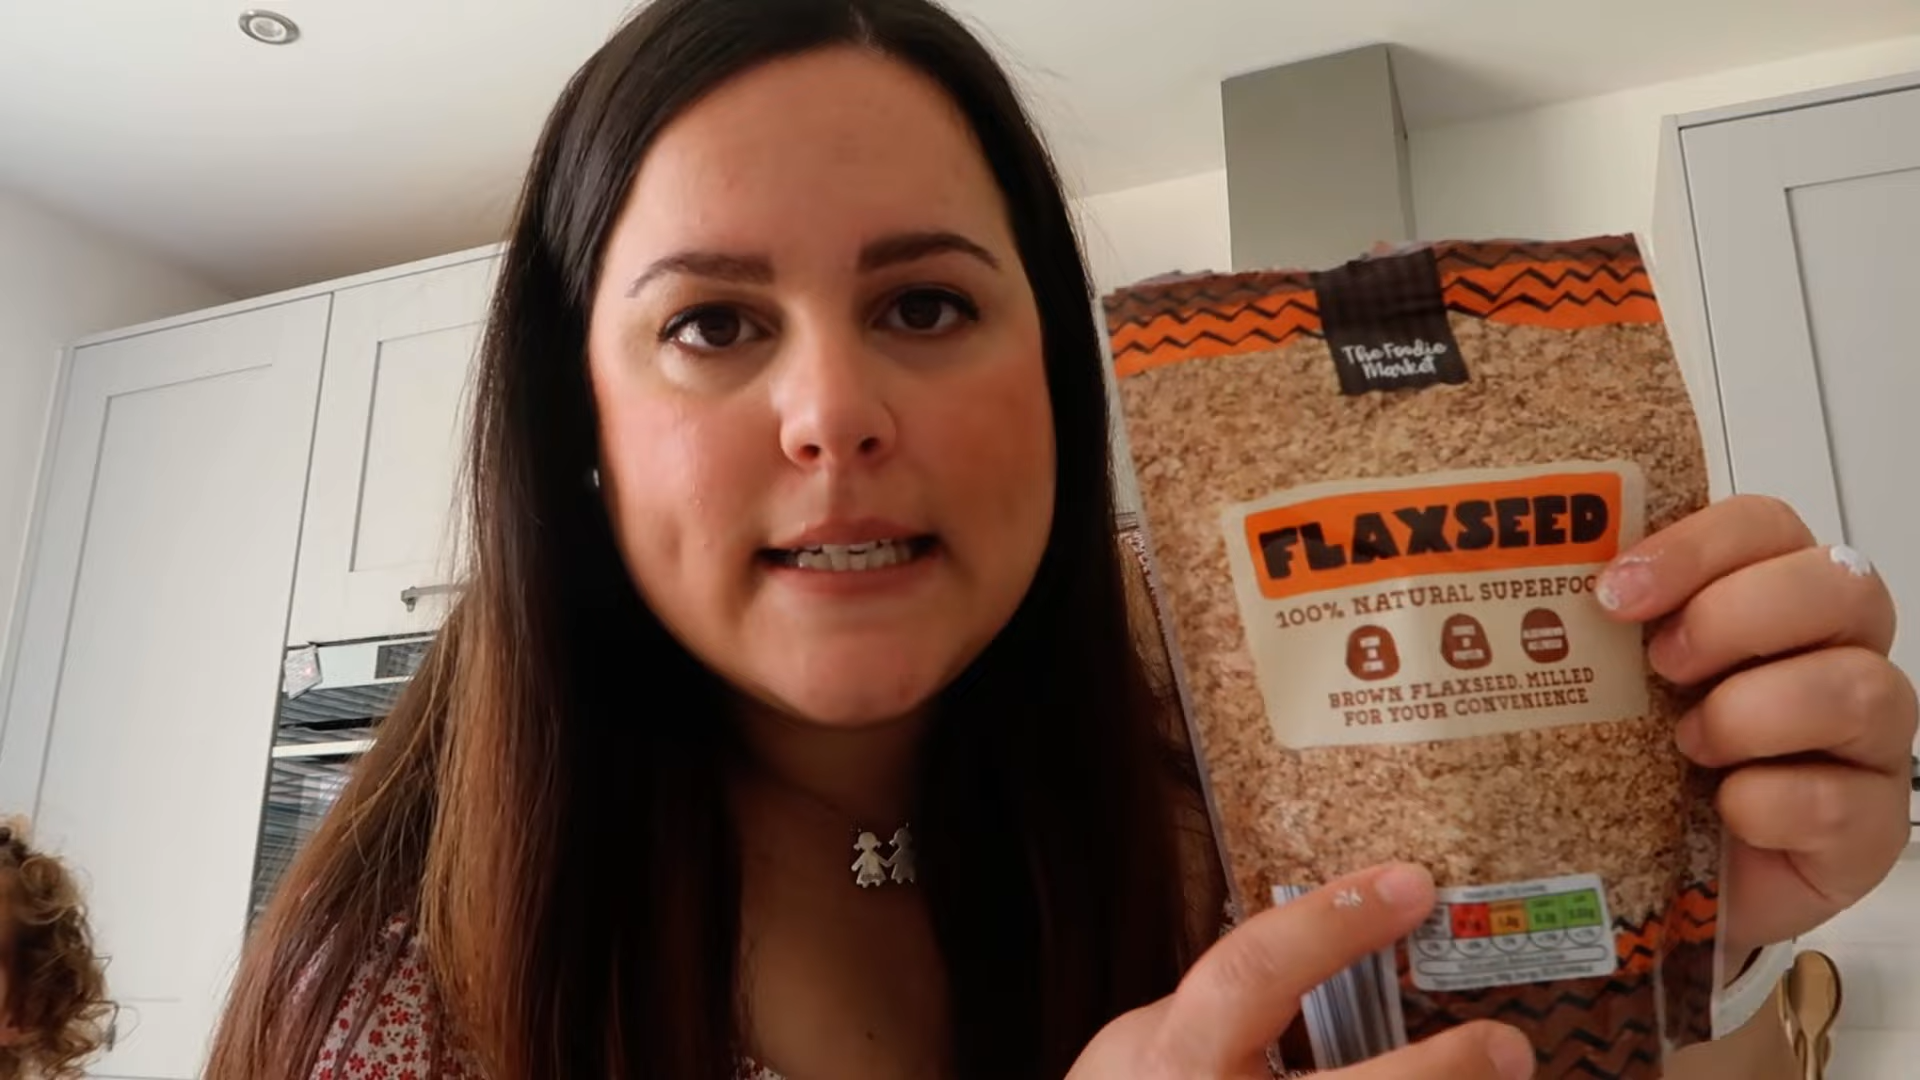 The Foodie
Market
FLAXSEED
100% NATURAL SUPERFOO
BROWN FLAXSEED, MILLED
FOR YOUR CONVENIENCE